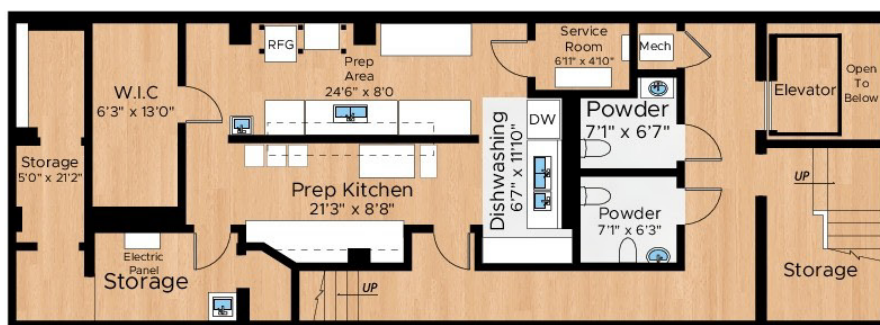 RFG
Prep
Area
24'6" x 8'0
Service
Room
6'11" x 4'10"
Mech
W.I.C
6'3" x 13'0"
Elevator
Open
To
Below
Powder
7'1" x 6'7"
DW
Dishwashing
6'7" x 11'10"
Storage
5'0" x 21'2"
Prep Kitchen
21'3" x 8'8"
UP
Powder
7'1" x 6'3"
Electric
Panel
Storage
UP
Storage